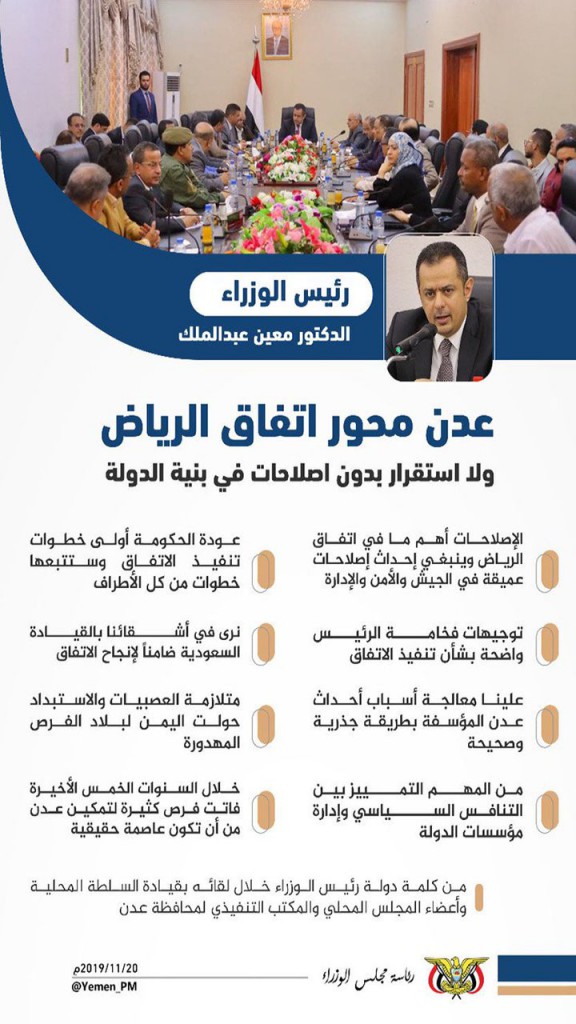 رئيس الوزراء
الدكتور معين عبدالملك
عدن محور اتفاق الرياض
ولا استقرار بدون اصلاحات في بنية الدولة
الإصلاحات أهم ما في اتفاق
الرياض وينبغي إحداث إصلاحات
عميقة في الجيش والأمن والإدارة
عودة الحكومة أولى خطوات
تنفيذ الاتفاق وستتبعها
خطوات من كل الأطراف
توجيهات فخامة الرئيس
واضحة بشأن تنفيذ الاتفاق
نرى في أشقائنا بالقيادة
السعودية ضامناً لإنجاح الاتفاق
علينا معالجة أسباب أحداث
عدن المؤسفة بطريقة جذرية
وصحيحة
متلازمة العصبيات والاستبداد
حولت اليمن لبلاد الفرص
المهدورة
من المهم التمييز بين
التنافس السياسي وإدارة
مؤسسات الدولة
خلال السنوات الخمس الأخيرة
فاتت فرص كثيرة لتمكين عدن
من أن تكون عاصمة حقيقية
من كلمة دولة رئيس الوزراء خلال لقائه بقيادة السلطة المحلية
وأعضاء المجلس المحلي والمكتب التنفيذي لمحافظة عدن
رئاسة مجلس الوزراء
2019/11/20م
@Yemen_PM